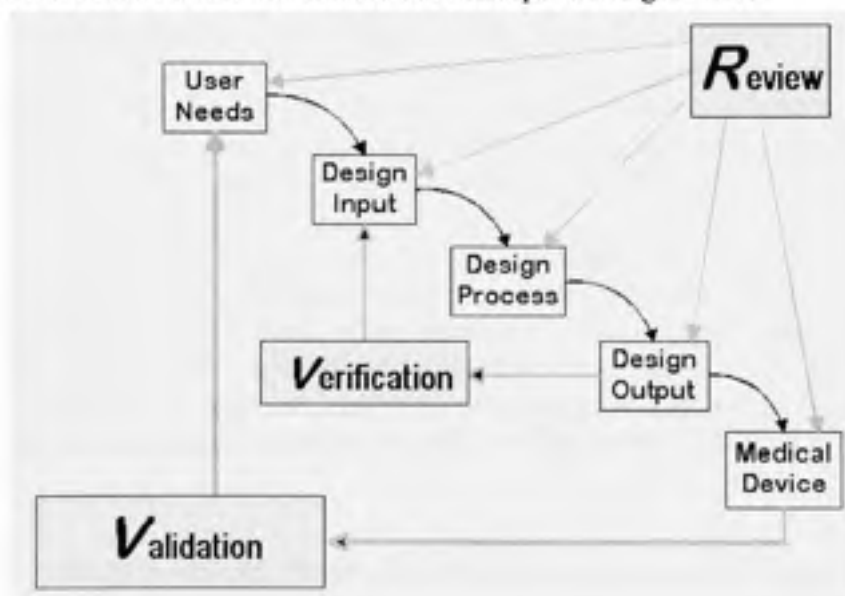 User
Needs
Review
Design
Input
Design
Process
Verification
Design
Output
Medical
Device
Validation